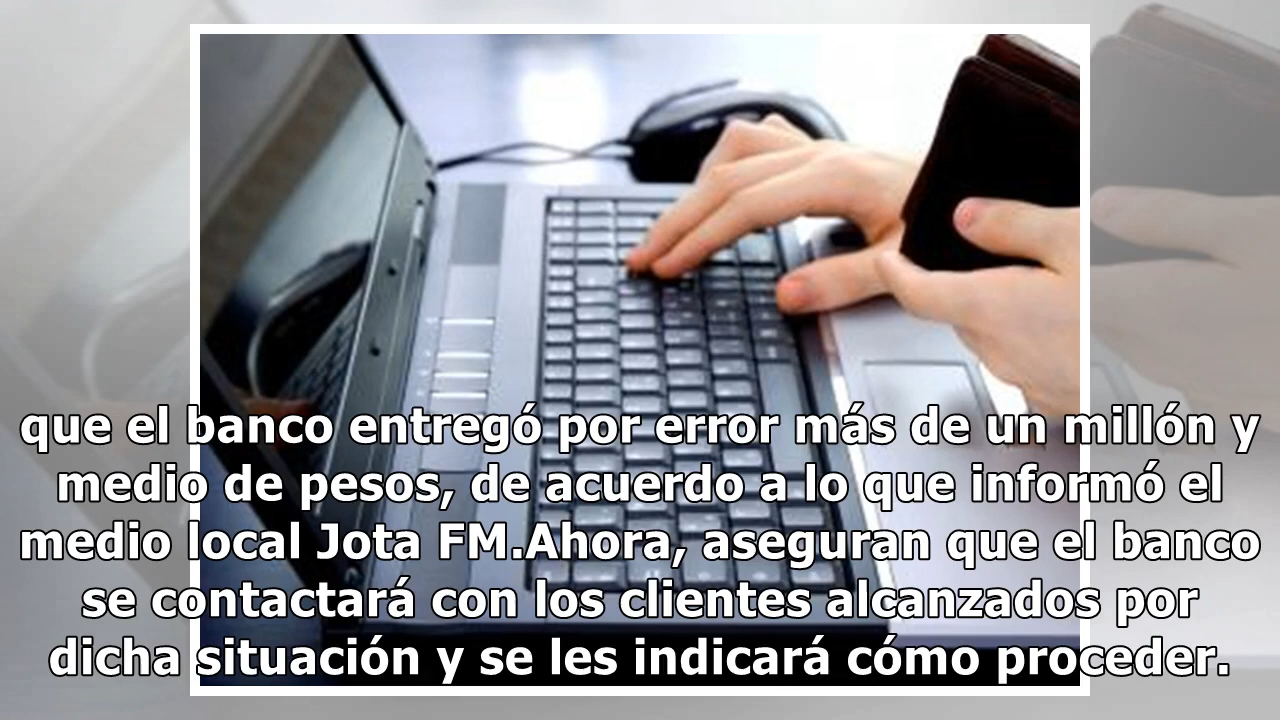 que el banco entregó por error más de un millón y
medio de pesos, de acuerdo a lo que informó el
medio local Jota FM.Ahora, aseguran que el banco
se contactará con los clientes alcanzados por
dicha situación y se les indicará cómo proceder.